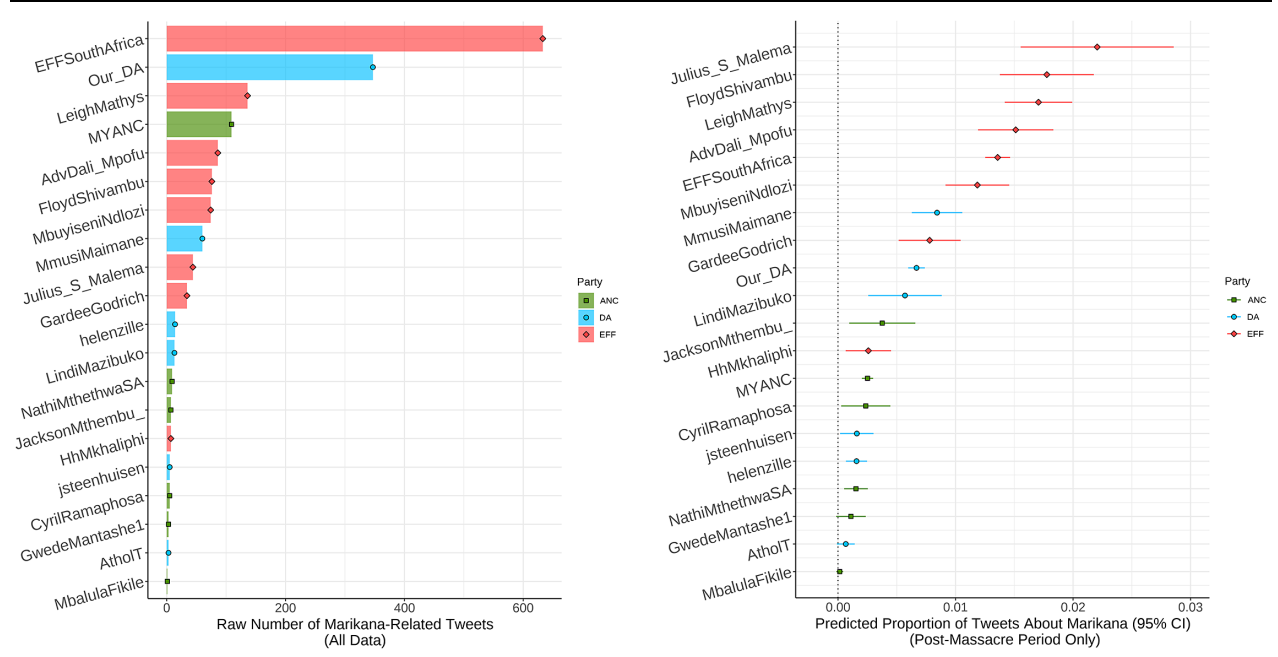 EFFSouthAfrica
Our_DA
LeighMathys
MYANC
AdvDali_Mpofu
FloydShivambu
MbuyiseniNdlozi
MmusiMaimane
Julius_S_Malema
GardeeGodrich
helenzille
LindiMazibuko
NathiMthethwaSA
JacksonMthembu_
HhMkhaliphi
jsteenhuisen
CyrilRamaphosa
GwedeMantashe1
AtholT
MbalulaFikile
0 200 400 600
Raw Number of Marikana-Related Tweets
(All Data)
Party
ANC
DA
EFF
Julius_S_Malema
FloydShivambu
LeighMathys
AdvDali_Mpofu
EFFSouthAfrica
MbuyiseniNdlozi
MmusiMaimane
GardeeGodrich
Our_DA
LindiMazibuko
JacksonMthembu_
HhMkhaliphi
MYANC
CyrilRamaphosa
jsteenhuisen
helenzille
NathiMthethwaSA
GwedeMantashe1
AtholT
MbalulaFikile
0.00 0.01 0.02 0.03
Predicted Proportion of Tweets About Marikana (95% CI)
(Post-Massacre Period Only)
Party
ANC
DA
EFF